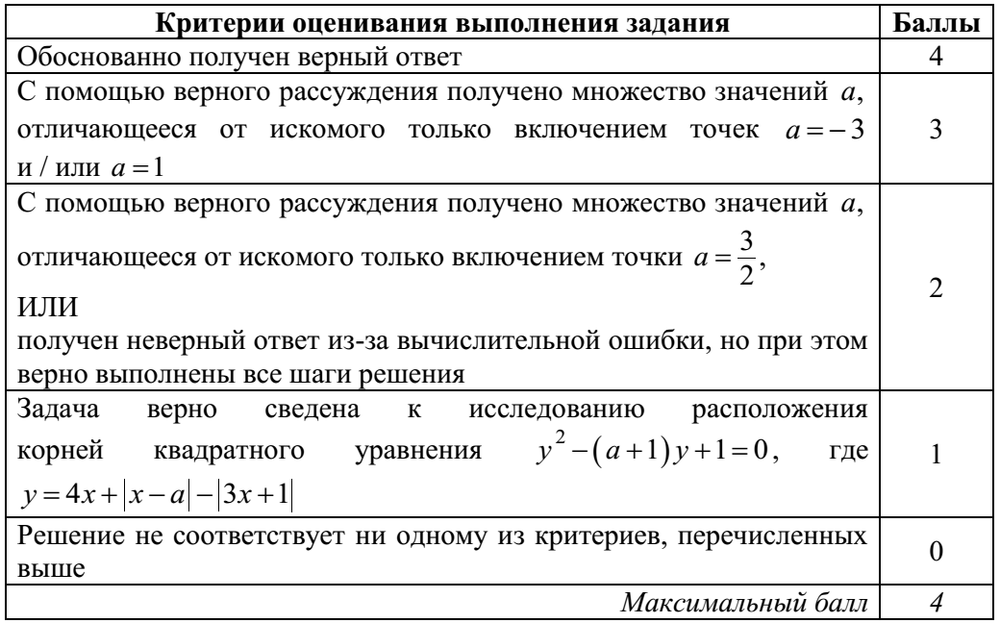 Критерии оценивания выполнения задания Баллы
Обоснованно получен верный ответ 4
С помощью верного рассуждения получено множество значений a,
отличающееся от искомого только включением точек a = −3
и / или a = 1
3
С помощью верного рассуждения получено множество значений a,
отличающееся от искомого только включением точки a = 3/2,
ИЛИ
получен неверный ответ из-за вычислительной ошибки, но при этом
верно выполнены все шаги решения
2
Задача верно сведена к исследованию расположения
корней квадратного уравнения y² − (a + 1) y + 1 = 0, где
y = 4x + |x − a| − |3x + 1|
1
Решение не соответствует ни одному из критериев, перечисленных
выше
0
Максимальный балл 4